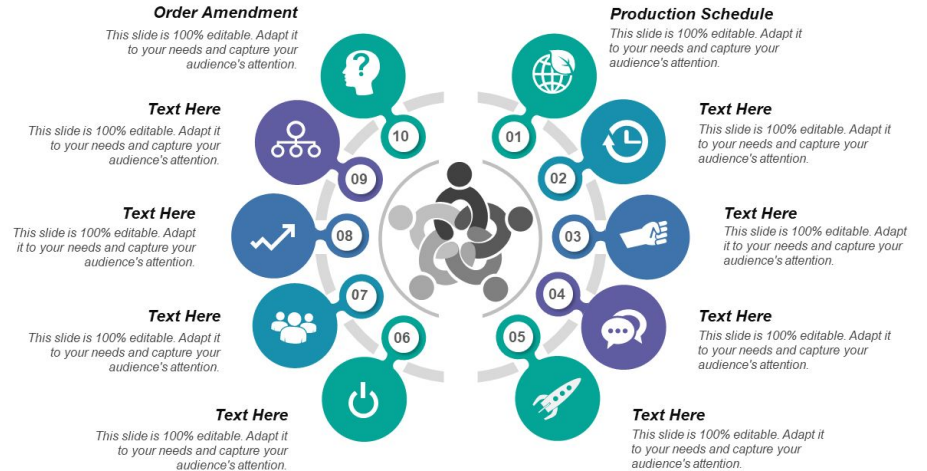 Order Amendment
This slide is 100% editable. Adapt it
to your needs and capture your
audience's attention.
10
Text Here
This slide is 100% editable. Adapt it
to your needs and capture your
audience's attention.
09
Text Here
This slide is 100% editable. Adapt
it to your needs and capture your
audience's attention.
08
Text Here
This slide is 100% editable. Adapt it
to your needs and capture your
audience's attention.
07
Text Here
This slide is 100% editable. Adapt it
to your needs and capture your
audience's attention.
06
Production Schedule
This slide is 100% editable. Adapt it
to your needs and capture your
audience's attention.
01
Text Here
This slide is 100% editable. Adapt it
to your needs and capture your
audience's attention.
02
Text Here
This slide is 100% editable. Adapt
it to your needs and capture your
audience's attention.
03
Text Here
This slide is 100% editable. Adapt it
to your needs and capture your
audience's attention.
04
Text Here
This slide is 100% editable. Adapt it
to your needs and capture your
audience's attention.
05
?